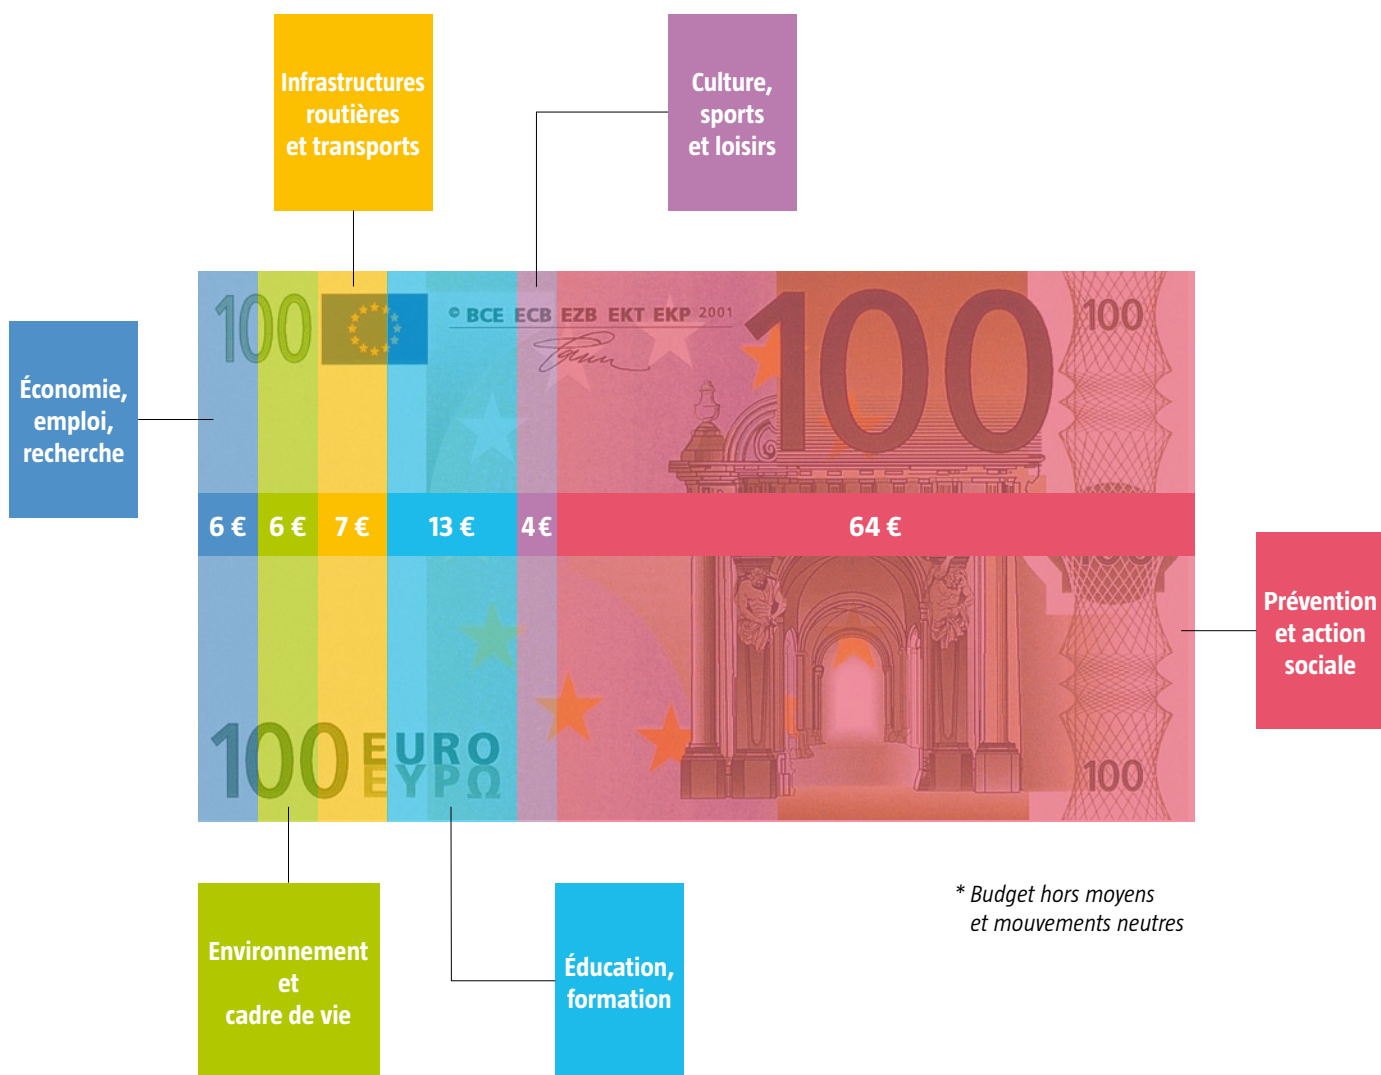 Infrastructures
routières
et transports
Culture,
sports
et loisirs
Économie,
emploi,
recherche
100
© BCE ECB EZB EKT EKP 2001
100
100
6 €
6 €
7 €
13 €
4 €
64 €
100
Prévention
et action
sociale
100 EURO
ΕΥΡΩ
100
Environnement
et
cadre de vie
Éducation,
formation
* Budget hors moyens
et mouvements neutres